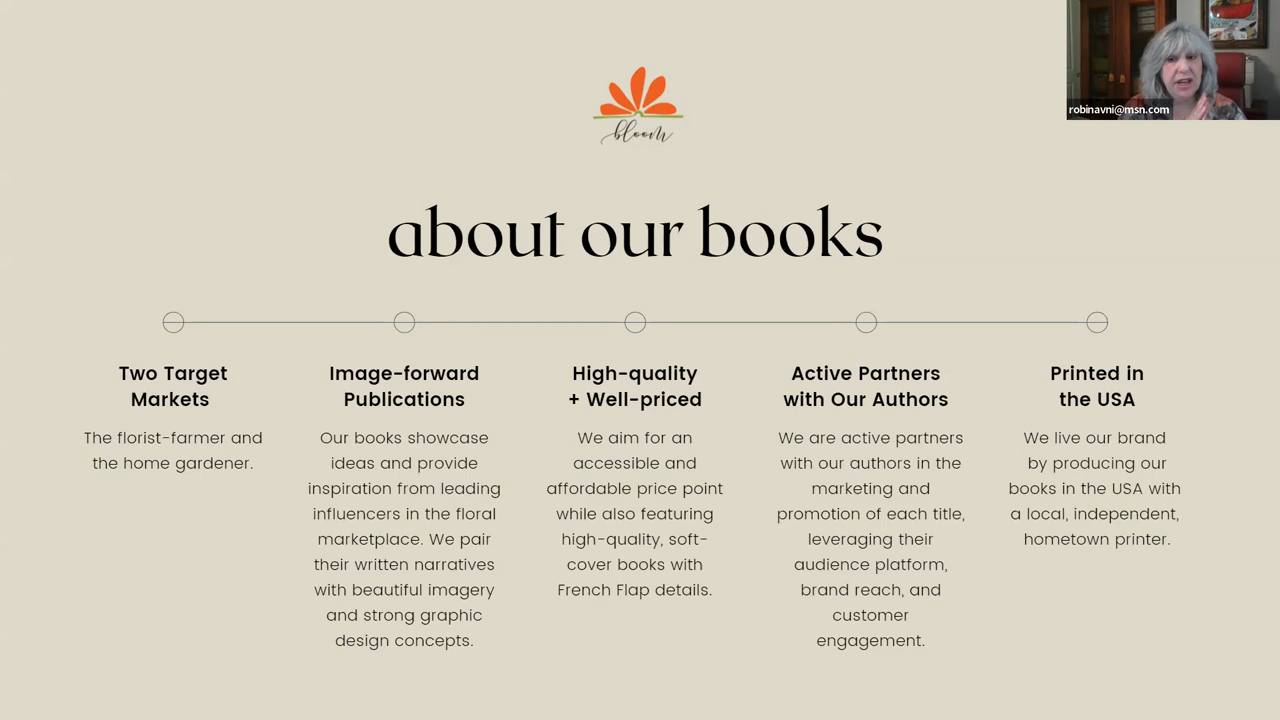 robinavni@msn.com
bloom
about our books
Two Target
Markets
The florist-farmer and
the home gardener.
Image-forward
Publications
Our books showcase
ideas and provide
inspiration from leading
influencers in the floral
marketplace. We pair
their written narratives
with beautiful imagery
and strong graphic
design concepts.
High-quality
+ Well-priced
We aim for an
accessible and
affordable price point
while also featuring
high-quality, soft-
cover books with
French Flap details.
Active Partners
with Our Authors
We are active partners
with our authors in the
marketing and
promotion of each title,
leveraging their
audience platform,
brand reach, and
customer
engagement.
Printed in
the USA
We live our brand
by producing our
books in the USA with
a local, independent,
hometown printer.